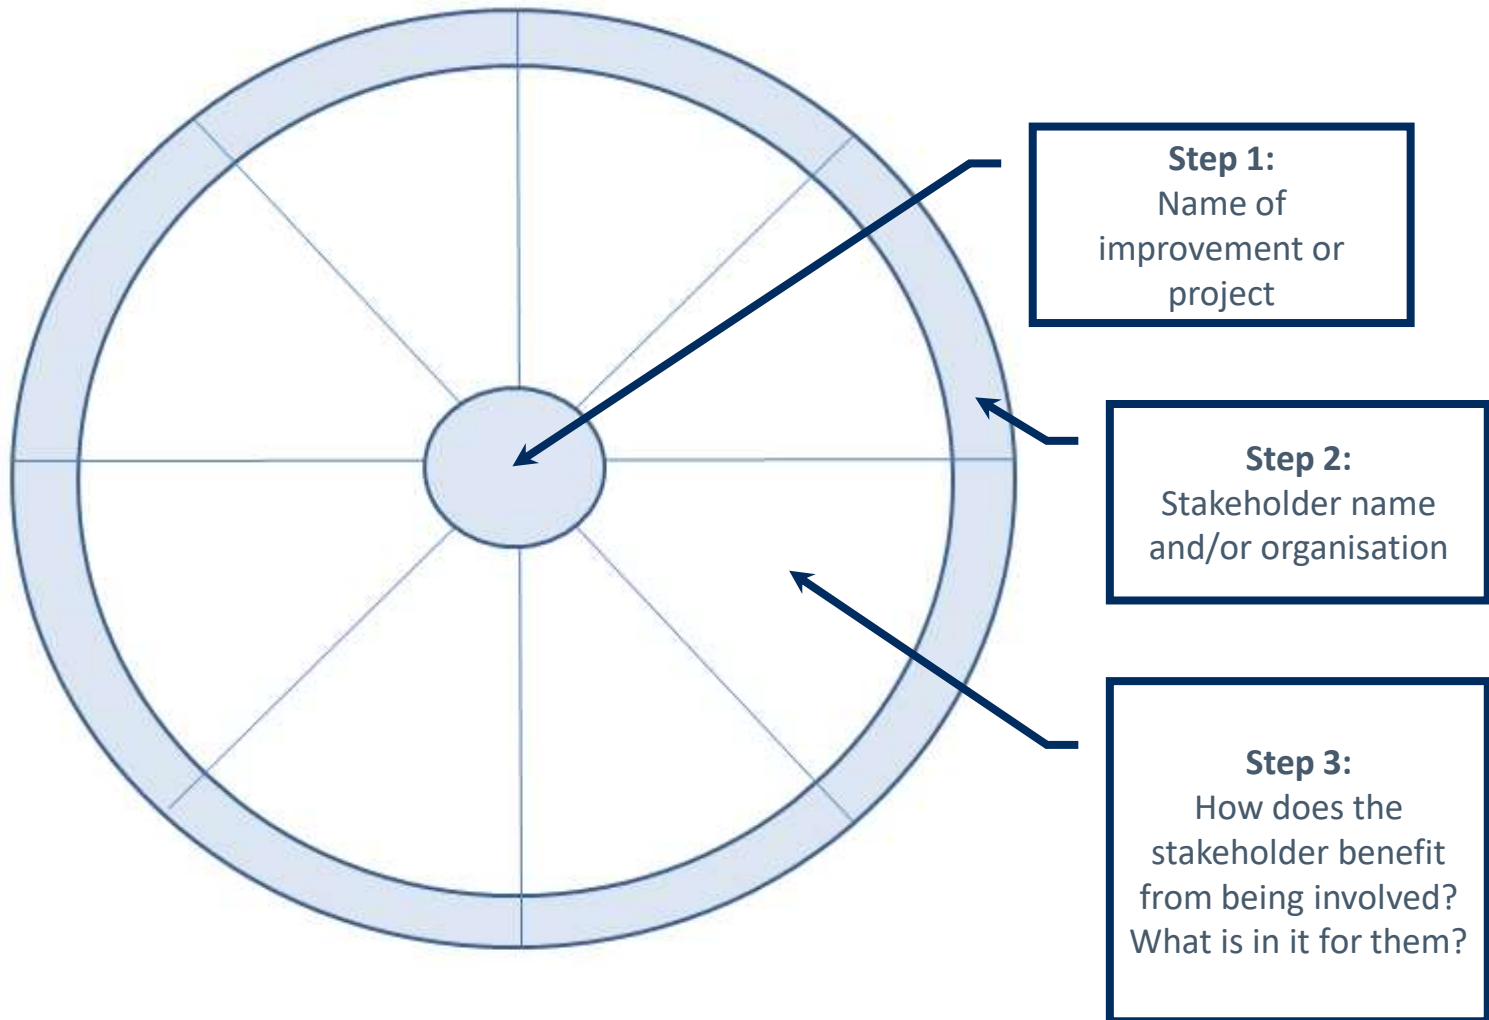 Step 1:
Name of
improvement or
project
Step 2:
Stakeholder name
and/or organisation
Step 3:
How does the
stakeholder benefit
from being involved?
What is in it for them?